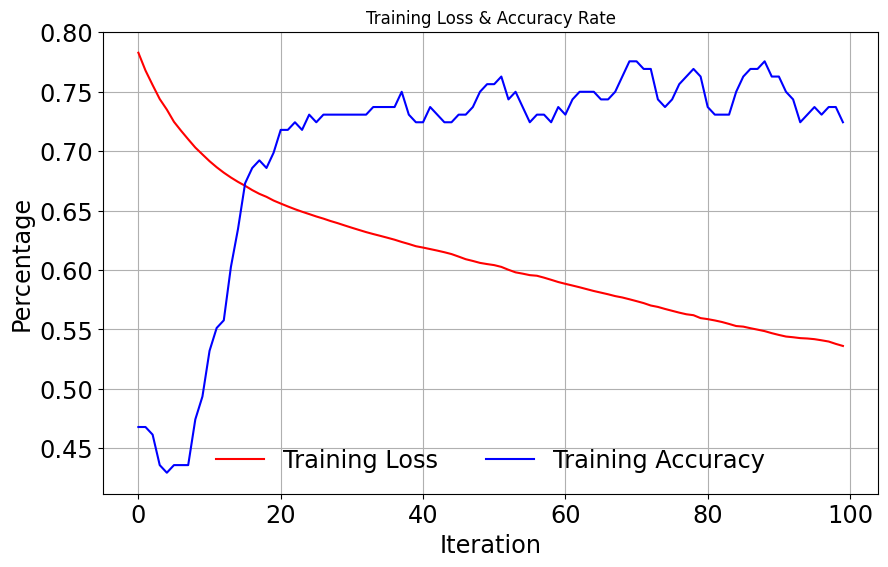 Training Loss & Accuracy Rate
0.80
0.75
0.70
0.65
0.60
0.55
0.50
0.45
Percentage
Training Loss
Training Accuracy
0 20 40 60 80 100
Iteration